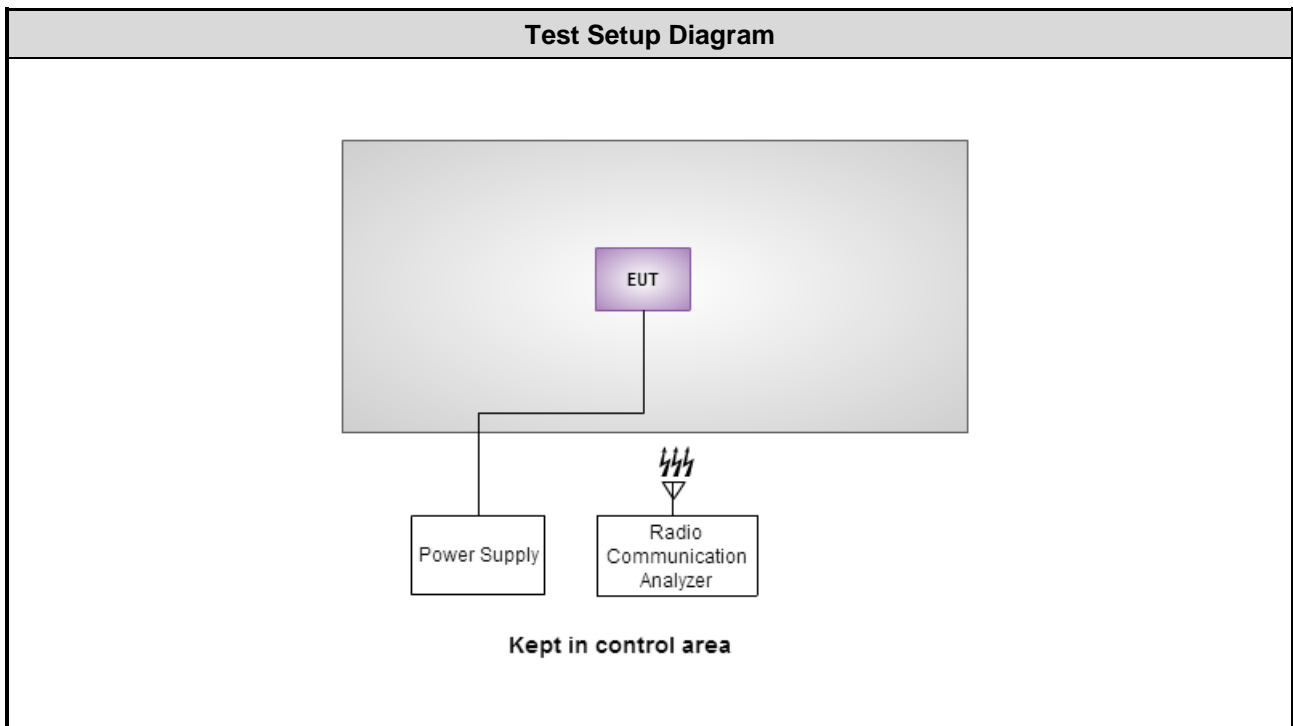 Test Setup Diagram
EUT
Power Supply
Radio
Communication
Analyzer
Kept in control area